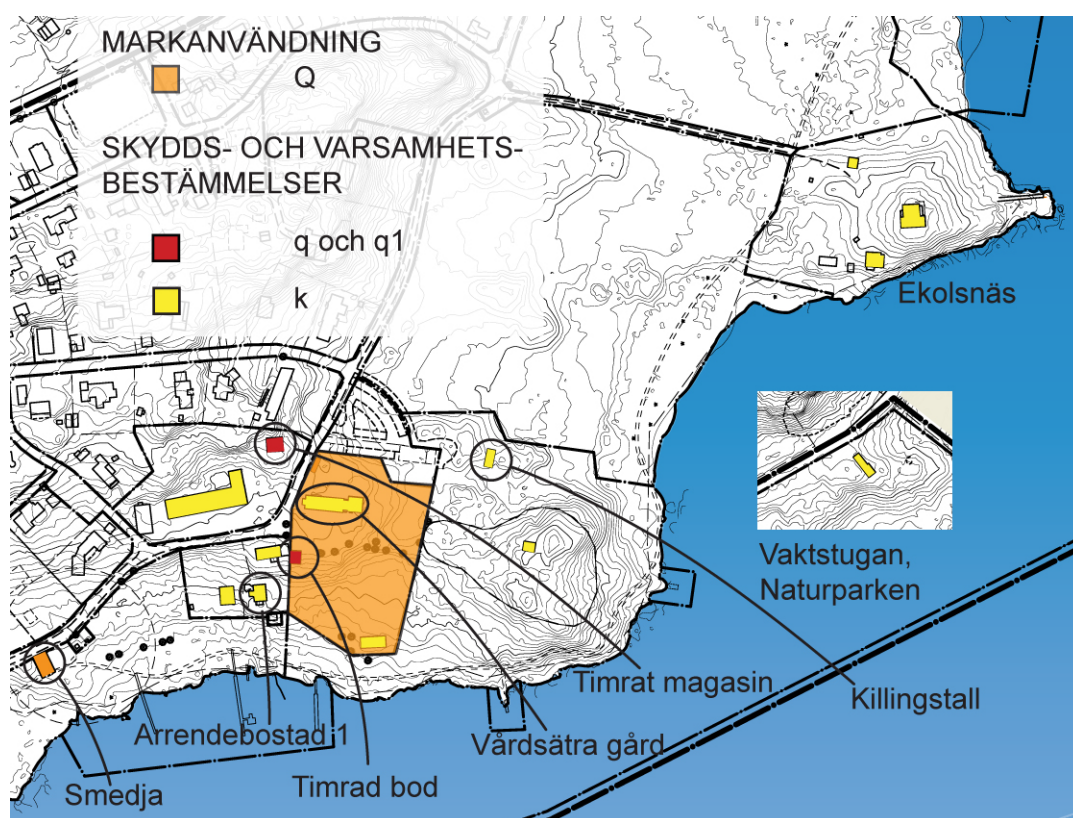 MARKANVÄNDNING
Q
SKYDDS- OCH VARSAMHETS-
BESTÄMMELSER
q och q1
k
Ekolsnäs
Vaktstugan,
Naturparken
Timrat magasin
Killingstall
Arrendebostad 1
Vårdsätra gård
Timrad bod
Smedja